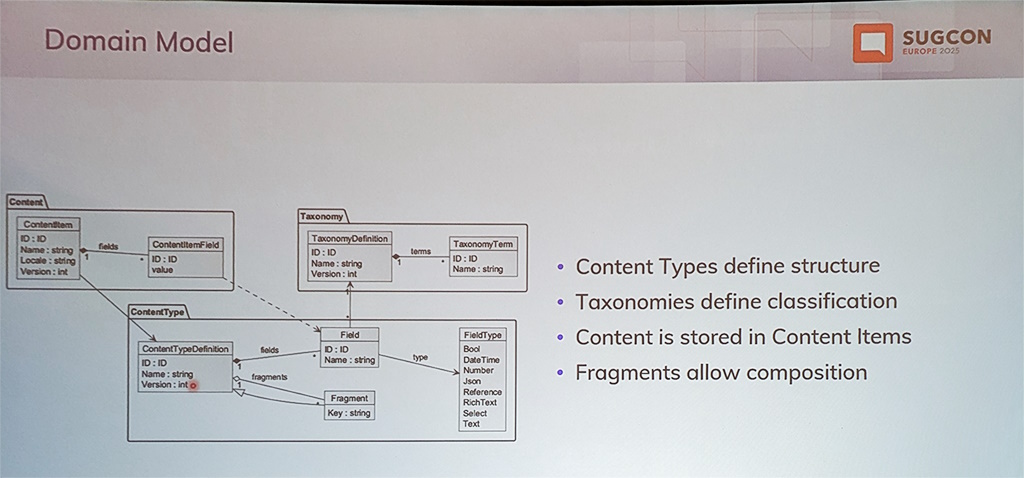 Domain Model
SUGCON
EUROPE 2025
Content
ContentItem
ID : ID
Name : string
Locale : string
Version : int
fields
1
*
ContentItemField
ID : ID
value
Taxonomy
TaxonomyDefinition
ID : ID
Name : string
Version : int
terms
1
*
TaxonomyTerm
ID : ID
Name : string
1
*
ContentType
ContentTypeDefinition
ID : ID
Name : string
Version : int
fields
1
*
Field
ID : ID
Name : string
fragments
1
*
Fragment
Key : string
type
FieldType
Bool
DateTime
Number
Json
Reference
RichText
Select
Text
• Content Types define structure
• Taxonomies define classification
• Content is stored in Content Items
• Fragments allow composition